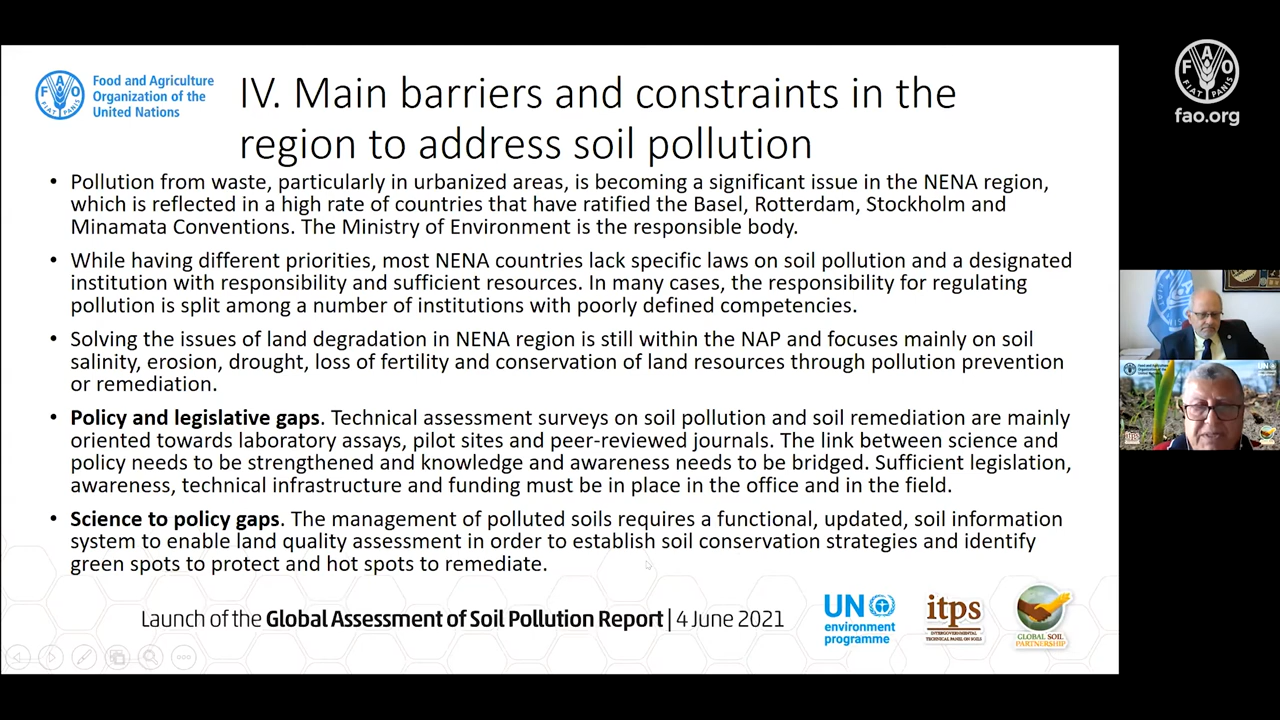 Food and Agriculture
Organization of the
United Nations
IV. Main barriers and constraints in the
region to address soil pollution
• Pollution from waste, particularly in urbanized areas, is becoming a significant issue in the NENA region,
which is reflected in a high rate of countries that have ratified the Basel, Rotterdam, Stockholm and
Minamata Conventions. The Ministry of Environment is the responsible body.
• While having different priorities, most NENA countries lack specific laws on soil pollution and a designated
institution with responsibility and sufficient resources. In many cases, the responsibility for regulating
pollution is split among a number of institutions with poorly defined competencies.
• Solving the issues of land degradation in NENA region is still within the NAP and focuses mainly on soil
salinity, erosion, drought, loss of fertility and conservation of land resources through pollution prevention
or remediation.
• Policy and legislative gaps. Technical assessment surveys on soil pollution and soil remediation are mainly
oriented towards laboratory assays, pilot sites and peer-reviewed journals. The link between science and
policy needs to be strengthened and knowledge and awareness needs to be bridged. Sufficient legislation,
awareness, technical infrastructure and funding must be in place in the office and in the field.
• Science to policy gaps. The management of polluted soils requires a functional, updated, soil information
system to enable land quality assessment in order to establish soil conservation strategies and identify
green spots to protect and hot spots to remediate.
Launch of the Global Assessment of Soil Pollution Report | 4 June 2021
UN
environment
programme
itps
INTERGOVERNMENTAL
TECHNICAL PANEL ON SOILS
GLOBAL SOIL
PARTNERSHIP
FAO
FIAT PANIS
fao.org
FAO
FIAT PANIS
UN
itps